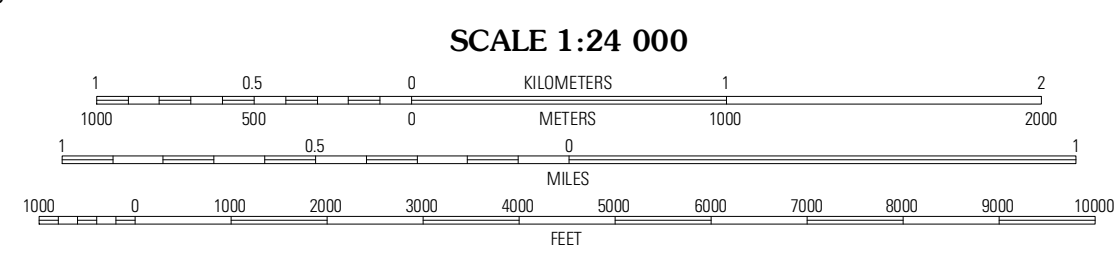 SCALE 1:24 000
1 0.5 0 KILOMETERS 1 2
1000 500 0 METERS 1000 2000
1 0.5 0 1
MILES
1000 0 1000 2000 3000 4000 5000 6000 7000 8000 9000 10000
FEET